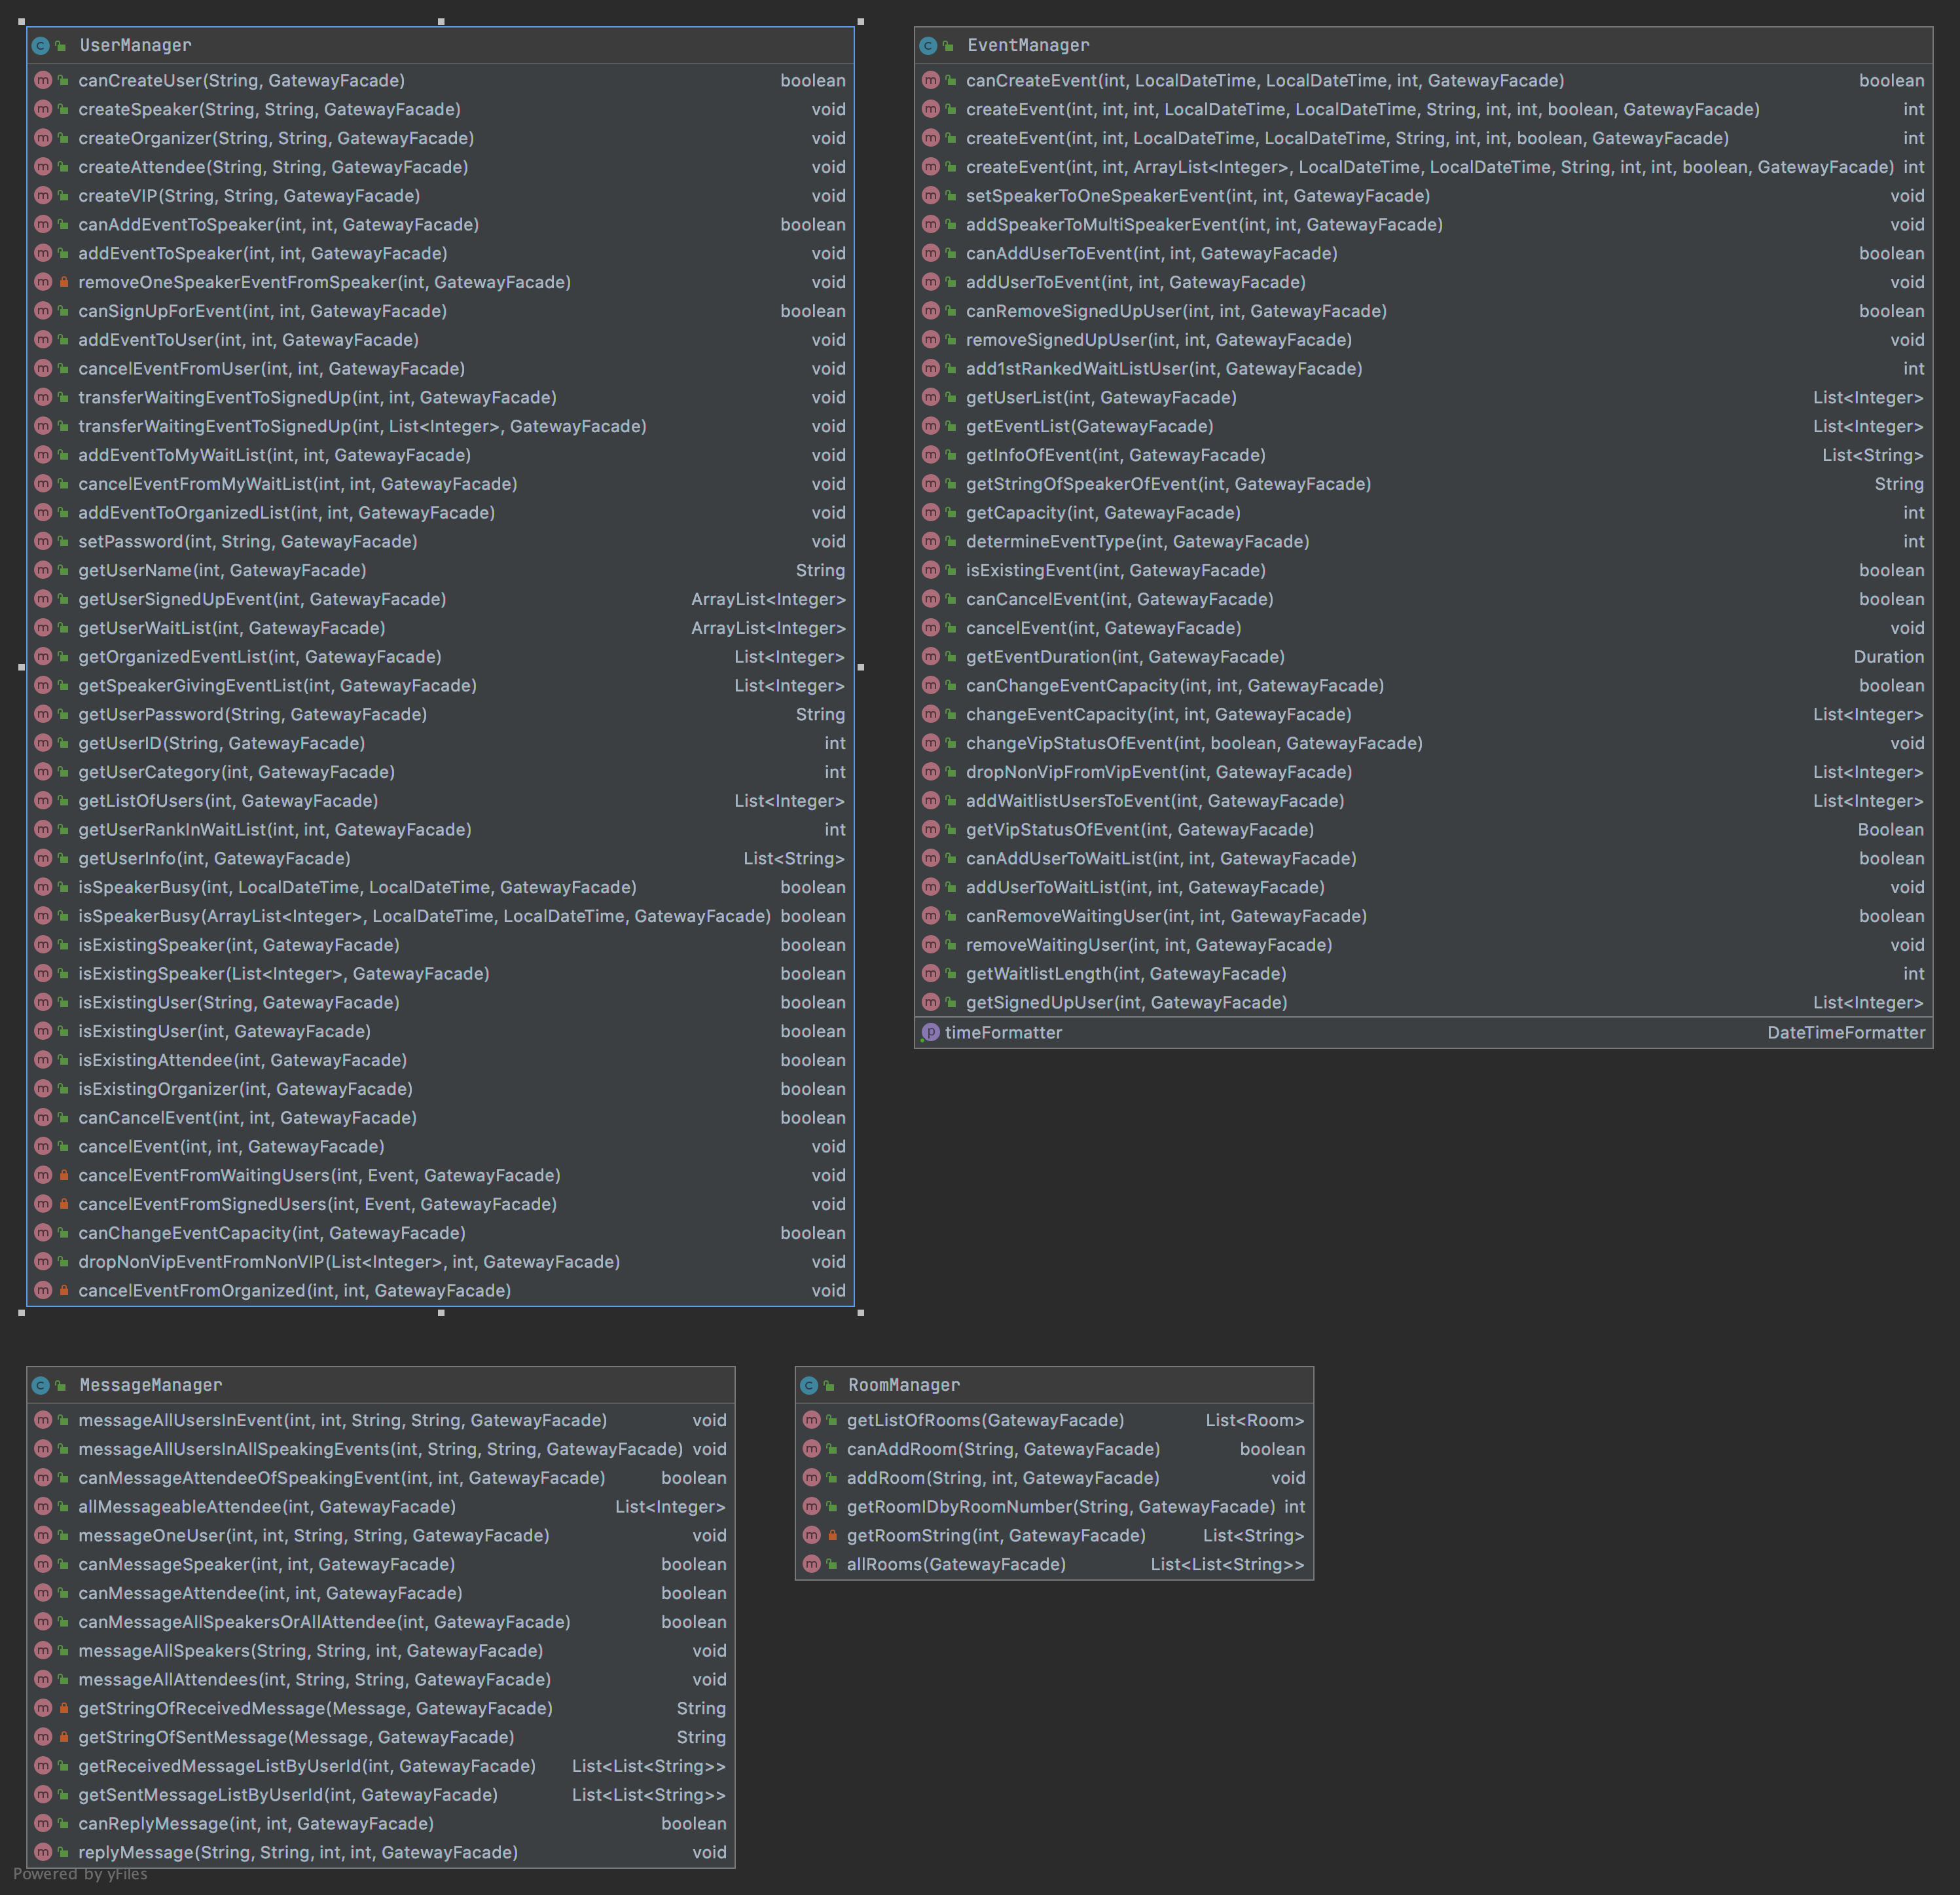 UserManager
canCreateUser(String, GatewayFacade) boolean
createSpeaker(String, String, GatewayFacade) void
createOrganizer(String, String, GatewayFacade) void
createAttendee(String, String, GatewayFacade) void
createVIP(String, String, GatewayFacade) void
canAddEventToSpeaker(int, int, GatewayFacade) boolean
addEventToSpeaker(int, int, GatewayFacade) void
removeOneSpeakerEventFromSpeaker(int, GatewayFacade) void
canSignUpForEvent(int, int, GatewayFacade) boolean
addEventToUser(int, int, GatewayFacade) void
cancelEventFromUser(int, int, GatewayFacade) void
transferWaitingEventToSignedUp(int, int, GatewayFacade) void
transferWaitingEventToSignedUp(int, List<Integer>, GatewayFacade) void
addEventToMyWaitList(int, int, GatewayFacade) void
cancelEventFromMyWaitList(int, int, GatewayFacade) void
addEventToOrganizedList(int, int, GatewayFacade) void
setPassword(int, String, GatewayFacade) void
getUserName(int, GatewayFacade) String
getUserSignedUpEvent(int, GatewayFacade) ArrayList<Integer>
getUserWaitList(int, GatewayFacade) ArrayList<Integer>
getOrganizedEventList(int, GatewayFacade) List<Integer>
getSpeakerGivingEventList(int, GatewayFacade) List<Integer>
getUserPassword(String, GatewayFacade) String
getUserID(String, GatewayFacade) int
getUserCategory(int, GatewayFacade) int
getListOfUsers(int, GatewayFacade) List<Integer>
getUserRankInWaitList(int, int, GatewayFacade) int
getUserInfo(int, GatewayFacade) List<String>
isSpeakerBusy(int, LocalDateTime, LocalDateTime, GatewayFacade) boolean
isSpeakerBusy(ArrayList<Integer>, LocalDateTime, LocalDateTime, GatewayFacade) boolean
isExistingSpeaker(int, GatewayFacade) boolean
isExistingSpeaker(List<Integer>, GatewayFacade) boolean
isExistingUser(String, GatewayFacade) boolean
isExistingUser(int, GatewayFacade) boolean
isExistingAttendee(int, GatewayFacade) boolean
isExistingOrganizer(int, GatewayFacade) boolean
canCancelEvent(int, int, GatewayFacade) boolean
cancelEvent(int, int, GatewayFacade) void
cancelEventFromWaitingUsers(int, Event, GatewayFacade) void
cancelEventFromSignedUsers(int, Event, GatewayFacade) void
canChangeEventCapacity(int, GatewayFacade) boolean
dropNonVipEventFromNonVIP(List<Integer>, int, GatewayFacade) void
cancelEventFromOrganized(int, int, GatewayFacade) void
EventManager
canCreateEvent(int, LocalDateTime, LocalDateTime, int, GatewayFacade) boolean
createEvent(int, int, int, LocalDateTime, LocalDateTime, String, int, int, boolean, GatewayFacade) int
createEvent(int, int, LocalDateTime, LocalDateTime, String, int, int, boolean, GatewayFacade) int
createEvent(int, int, ArrayList<Integer>, LocalDateTime, LocalDateTime, String, int, int, boolean, GatewayFacade) int
setSpeakerToOneSpeakerEvent(int, int, GatewayFacade) void
addSpeakerToMultiSpeakerEvent(int, int, GatewayFacade) void
canAddUserToEvent(int, int, GatewayFacade) boolean
addUserToEvent(int, int, GatewayFacade) void
canRemoveSignedUpUser(int, int, GatewayFacade) boolean
removeSignedUpUser(int, int, GatewayFacade) void
add1stRankedWaitListUser(int, GatewayFacade) int
getUserList(int, GatewayFacade) List<Integer>
getEventList(GatewayFacade) List<Integer>
getInfoOfEvent(int, GatewayFacade) List<String>
getStringOfSpeakerOfEvent(int, GatewayFacade) String
getCapacity(int, GatewayFacade) int
determineEventType(int, GatewayFacade) int
isExistingEvent(int, GatewayFacade) boolean
canCancelEvent(int, GatewayFacade) boolean
cancelEvent(int, GatewayFacade) void
getEventDuration(int, GatewayFacade) Duration
canChangeEventCapacity(int, int, GatewayFacade) boolean
changeEventCapacity(int, int, GatewayFacade) List<Integer>
changeVipStatusOfEvent(int, boolean, GatewayFacade) void
dropNonVipFromVipEvent(int, GatewayFacade) List<Integer>
addWaitlistUsersToEvent(int, GatewayFacade) List<Integer>
getVipStatusOfEvent(int, GatewayFacade) Boolean
canAddUserToWaitList(int, int, GatewayFacade) boolean
addUserToWaitList(int, int, GatewayFacade) void
canRemoveWaitingUser(int, int, GatewayFacade) boolean
removeWaitingUser(int, int, GatewayFacade) void
getWaitlistLength(int, GatewayFacade) int
getSignedUpUser(int, GatewayFacade) List<Integer>
timeFormatter DateTimeFormatter
MessageManager
messageAllUsersInEvent(int, int, String, String, GatewayFacade) void
messageAllUsersInAllSpeakingEvents(int, String, String, GatewayFacade) void
canMessageAttendeeOfSpeakingEvent(int, int, GatewayFacade) boolean
allMessageableAttendee(int, GatewayFacade) List<Integer>
messageOneUser(int, int, String, String, GatewayFacade) void
canMessageSpeaker(int, int, GatewayFacade) boolean
canMessageAttendee(int, int, GatewayFacade) boolean
canMessageAllSpeakersOrAllAttendee(int, GatewayFacade) boolean
messageAllSpeakers(String, String, int, GatewayFacade) void
messageAllAttendees(int, String, String, GatewayFacade) void
getStringOfReceivedMessage(Message, GatewayFacade) String
getStringOfSentMessage(Message, GatewayFacade) String
getReceivedMessageListByUserId(int, GatewayFacade) List<List<String>>
getSentMessageListByUserId(int, GatewayFacade) List<List<String>>
canReplyMessage(int, int, GatewayFacade) boolean
replyMessage(String, String, int, int, GatewayFacade) void
RoomManager
getListOfRooms(GatewayFacade) List<Room>
canAddRoom(String, GatewayFacade) boolean
addRoom(String, int, GatewayFacade) void
getRoomIDbyRoomNumber(String, GatewayFacade) int
getRoomString(int, GatewayFacade) List<String>
allRooms(GatewayFacade) List<List<String>>
Powered by yFiles